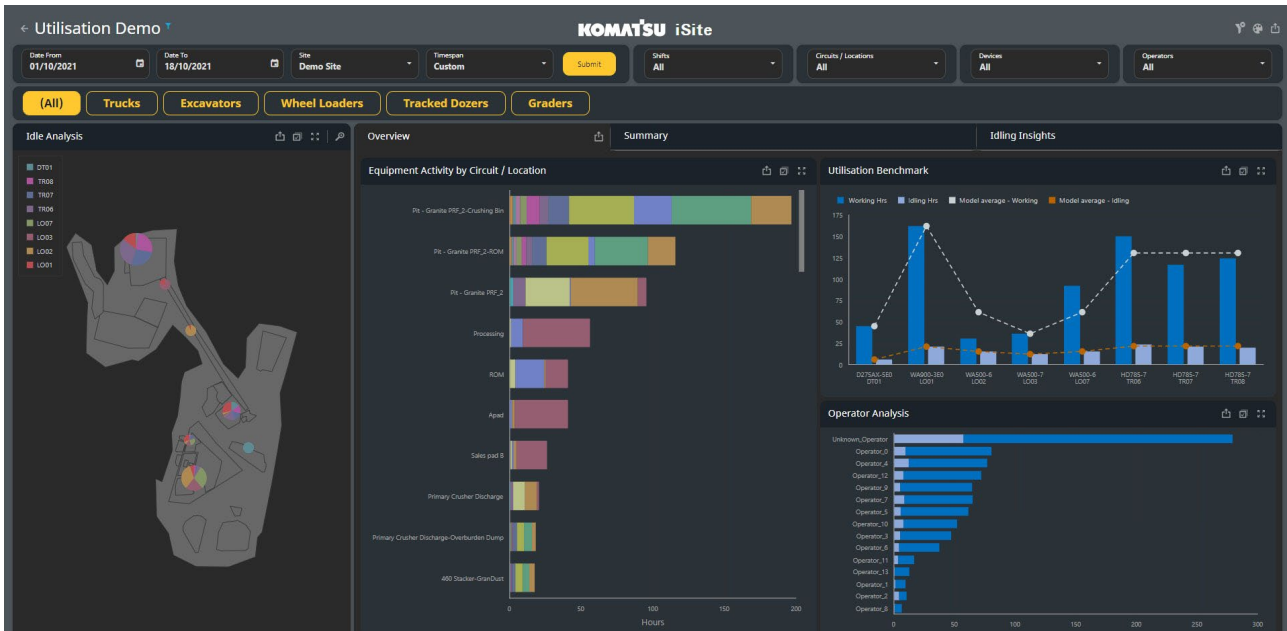 ← Utilisation Demo
KOMATSU iSite
Date From
01/10/2021
Date To
18/10/2021
Site
Demo Site
Timespan
Custom
Submit
Shifts
All
Circuits / Locations
All
Devices
All
Operators
All
(All)
Trucks
Excavators
Wheel Loaders
Tracked Dozers
Graders
Idle Analysis
DT01
TR08
TR07
TR06
LO07
LO03
LO02
LO01
Overview
Summary
Idling Insights
Equipment Activity by Circuit / Location
Pit - Granite PRF_2-Crushing Bin
Pit - Granite PRF_2-ROM
Pit - Granite PRF_2
Processing
ROM
Apad
Sales pad 8
Primary Crusher Discharge
Primary Crusher Discharge-Overburden Dump
460 Stacker-GranDust
0 50 100 150 200
Hours
Utilisation Benchmark
Working Hrs Idling Hrs Model average - Working Model average - Idling
175
150
125
100
75
50
25
0
D275AX-5E0 WA900-3E0 WA500-6 WA500-7 WA500-6 HD785-7 HD785-7 HD785-7
DT01 LO01 LO02 LO03 LO07 TR06 TR07 TR08
Operator Analysis
Unknown_Operator
Operator_0
Operator_4
Operator_12
Operator_9
Operator_7
Operator_5
Operator_10
Operator_3
Operator_6
Operator_11
Operator_13
Operator_1
Operator_2
Operator_8
0 50 100 150 200 250 300